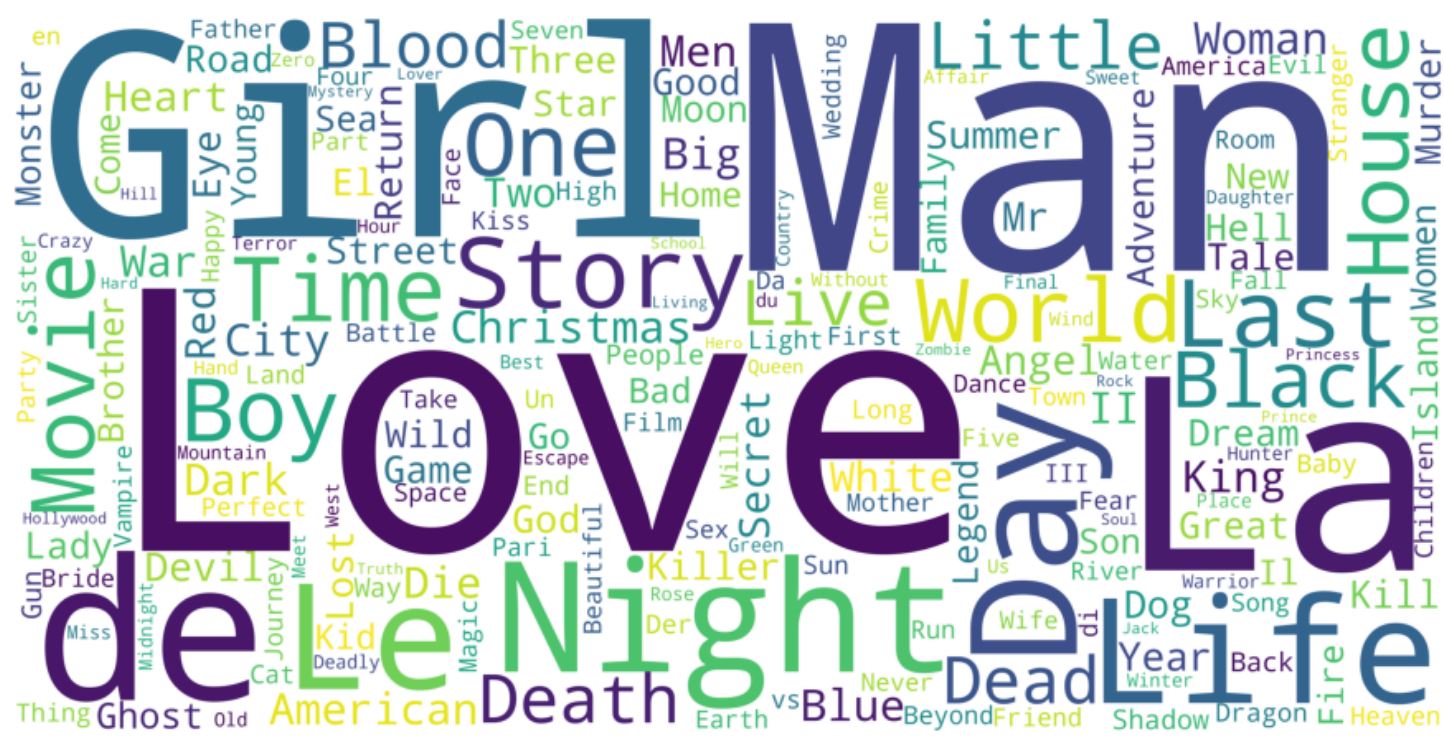 en
Father
Road
Zero
Blood
Seven
Three
Men
Good
Moon
Little
Woman
America
Evil
Stranger
House
Murder
Monster
Girl
Man
Heart
Come
Hill
Eye
Young
Four
Mystery
Lover
Sea
Part
El
Return
Face
One
Star
Two
High
Big
Home
Wedding
Affair
Sweet
Summer
Adventure
Room
New
Daughter
Hell
Tale
Fall
Women
Family
Mr
Crime
Country
Kiss
Hour
Street
Happy
Terror
War
Crazy
Sister
Hard
Movie
Time
Story
School
Living
Da
du
Without
Live
Final
World
Wind
Sky
Last
Island
Party
Brother
Red
City
Battle
Christmas
Best
People
Hero
Light
First
Queen
Zombie
Angel
Water
Princess
Black
Hand
Land
Boy
Love
Take
Wild
Game
Space
Un
Go
Escape
Bad
Film
Secret
Will
Long
White
Mother
Five
Dance
Town
Rock
II
Prince
Dream
Hunter
Baby
King
Place
Great
Children
La
Mountain
Dark
Perfect
West
End
God
Pari
Beautiful
Sex
Green
Legend
Day
III
Fear
Soul
Son
River
Us
Hollywood
Vampire
Lady
Devil
Gun
Bride
Lost
Meet
Truth
Way
Die
Killer
Sun
Warrior
Il
Kill
de
Miss
Midnight
Journey
Le
Kid
Deadly
Magic
Night
Rose
Der
Run
Wife
di
Dog
Jack
Song
Life
Year
Back
Winter
Fire
Cat
Thing
Ghost
Old
American
Death
Earth
vs
Never
Blue
Beyond
Dead
Friend
Shadow
Dragon
Heaven